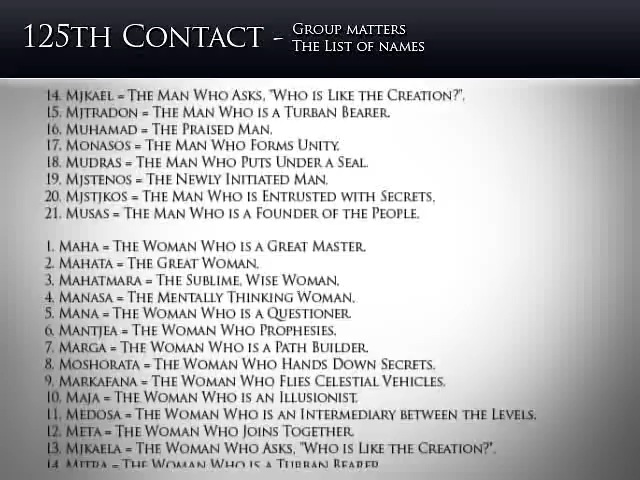 125th Contact - Group matters
The List of names
14. Mjkael = The Man Who Asks, "Who is Like the Creation?".
15. Mjtradon = The Man Who is a Turban Bearer.
16. Muhamad = The Praised Man.
17. Monasos = The Man Who Forms Unity.
18. Mudras = The Man Who Puts Under a Seal.
19. Mjstenos = The Newly Initiated Man.
20. Mjstjkos = The Man Who is Entrusted with Secrets.
21. Musas = The Man Who is a Founder of the People.
1. Maha = The Woman Who is a Great Master.
2. Mahata = The Great Woman.
3. Mahatmara = The Sublime, Wise Woman.
4. Manasa = The Mentally Thinking Woman.
5. Mana = The Woman Who is a Questioner.
6. Mantjea = The Woman Who Prophesies.
7. Marga = The Woman Who is a Path Builder.
8. Moshorata = The Woman Who Hands Down Secrets.
9. Markafana = The Woman Who Flies Celestial Vehicles.
10. Maja = The Woman Who is an Illusionist.
11. Medosa = The Woman Who is an Intermediary between the Levels.
12. Meta = The Woman Who Joins Together.
13. Mjkaela = The Woman Who Asks, "Who is Like the Creation?".
14. Mitra = The Woman Who is a Turban Bearer